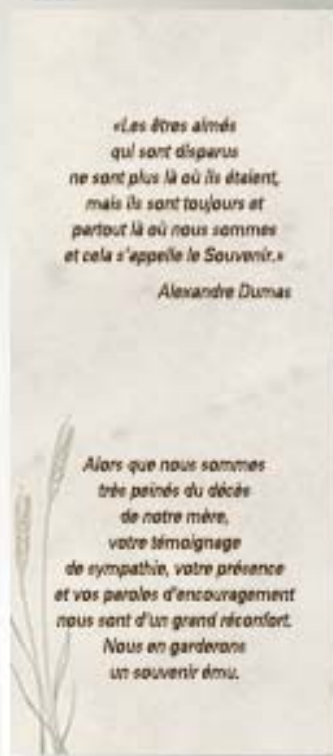 «Les êtres aimés
qui sont disparus
ne sont plus là où ils étaient,
mais ils sont toujours et
partout là où nous sommes
et cela s'appelle le Souvenir.»
Alexandre Dumas
Alors que nous sommes
très peinés du décès
de notre mère,
votre témoignage
de sympathie, votre présence
et vos paroles d'encouragement
nous sont d'un grand réconfort.
Nous en garderons
un souvenir ému.